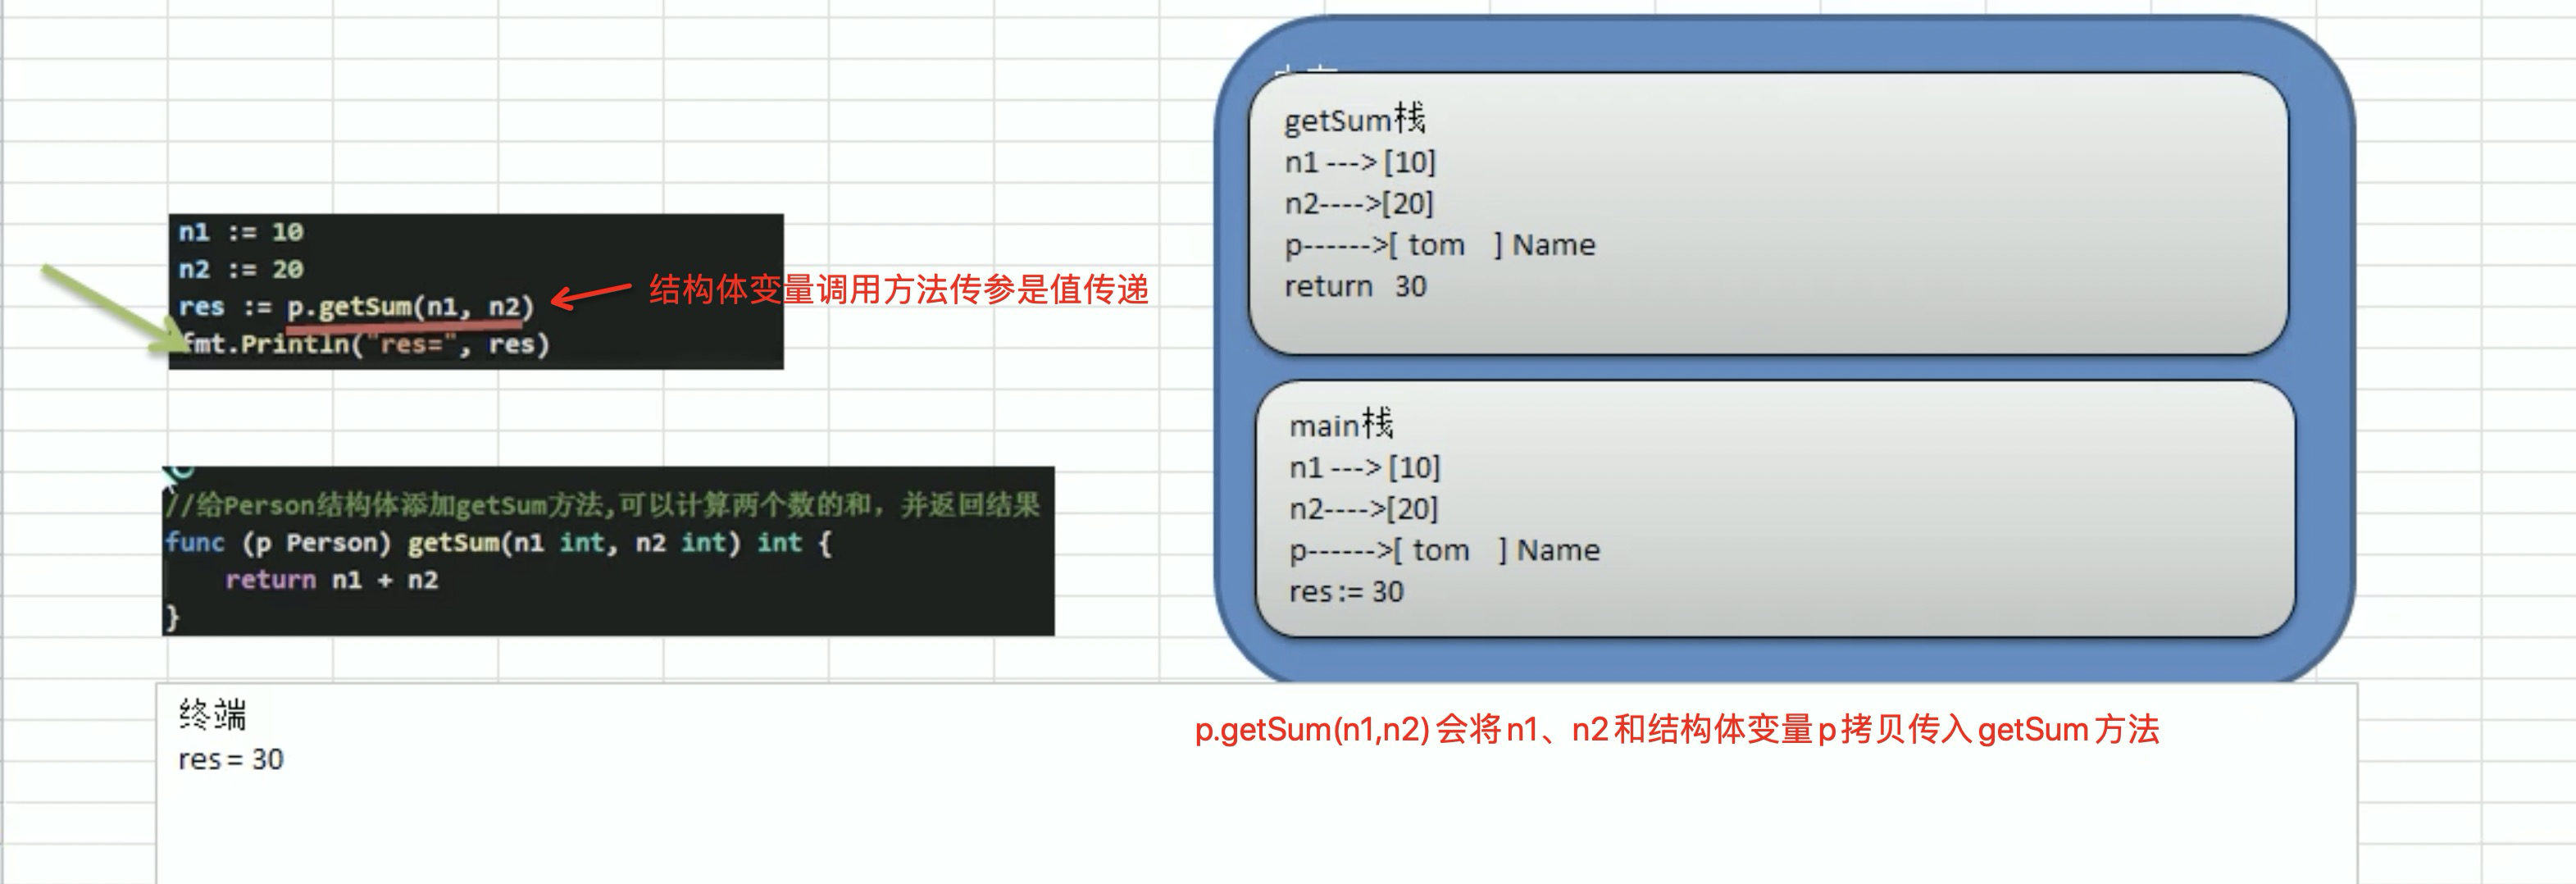 n1 := 10
n2 := 20
res := p.getSum(n1, n2)
fmt.Println("res=", res)
结构体变量调用方法传参是值传递
//给Person结构体添加getSum方法,可以计算两个数的和，并返回结果
func (p Person) getSum(n1 int, n2 int) int {
return n1 + n2
}
getSum栈
n1 ---> [10]
n2---->[20]
p------>[ tom ] Name
return 30
main栈
n1 ---> [10]
n2---->[20]
p------>[ tom ] Name
res := 30
终端
res = 30
p.getSum(n1,n2) 会将n1、n2和结构体变量p拷贝传入getSum方法